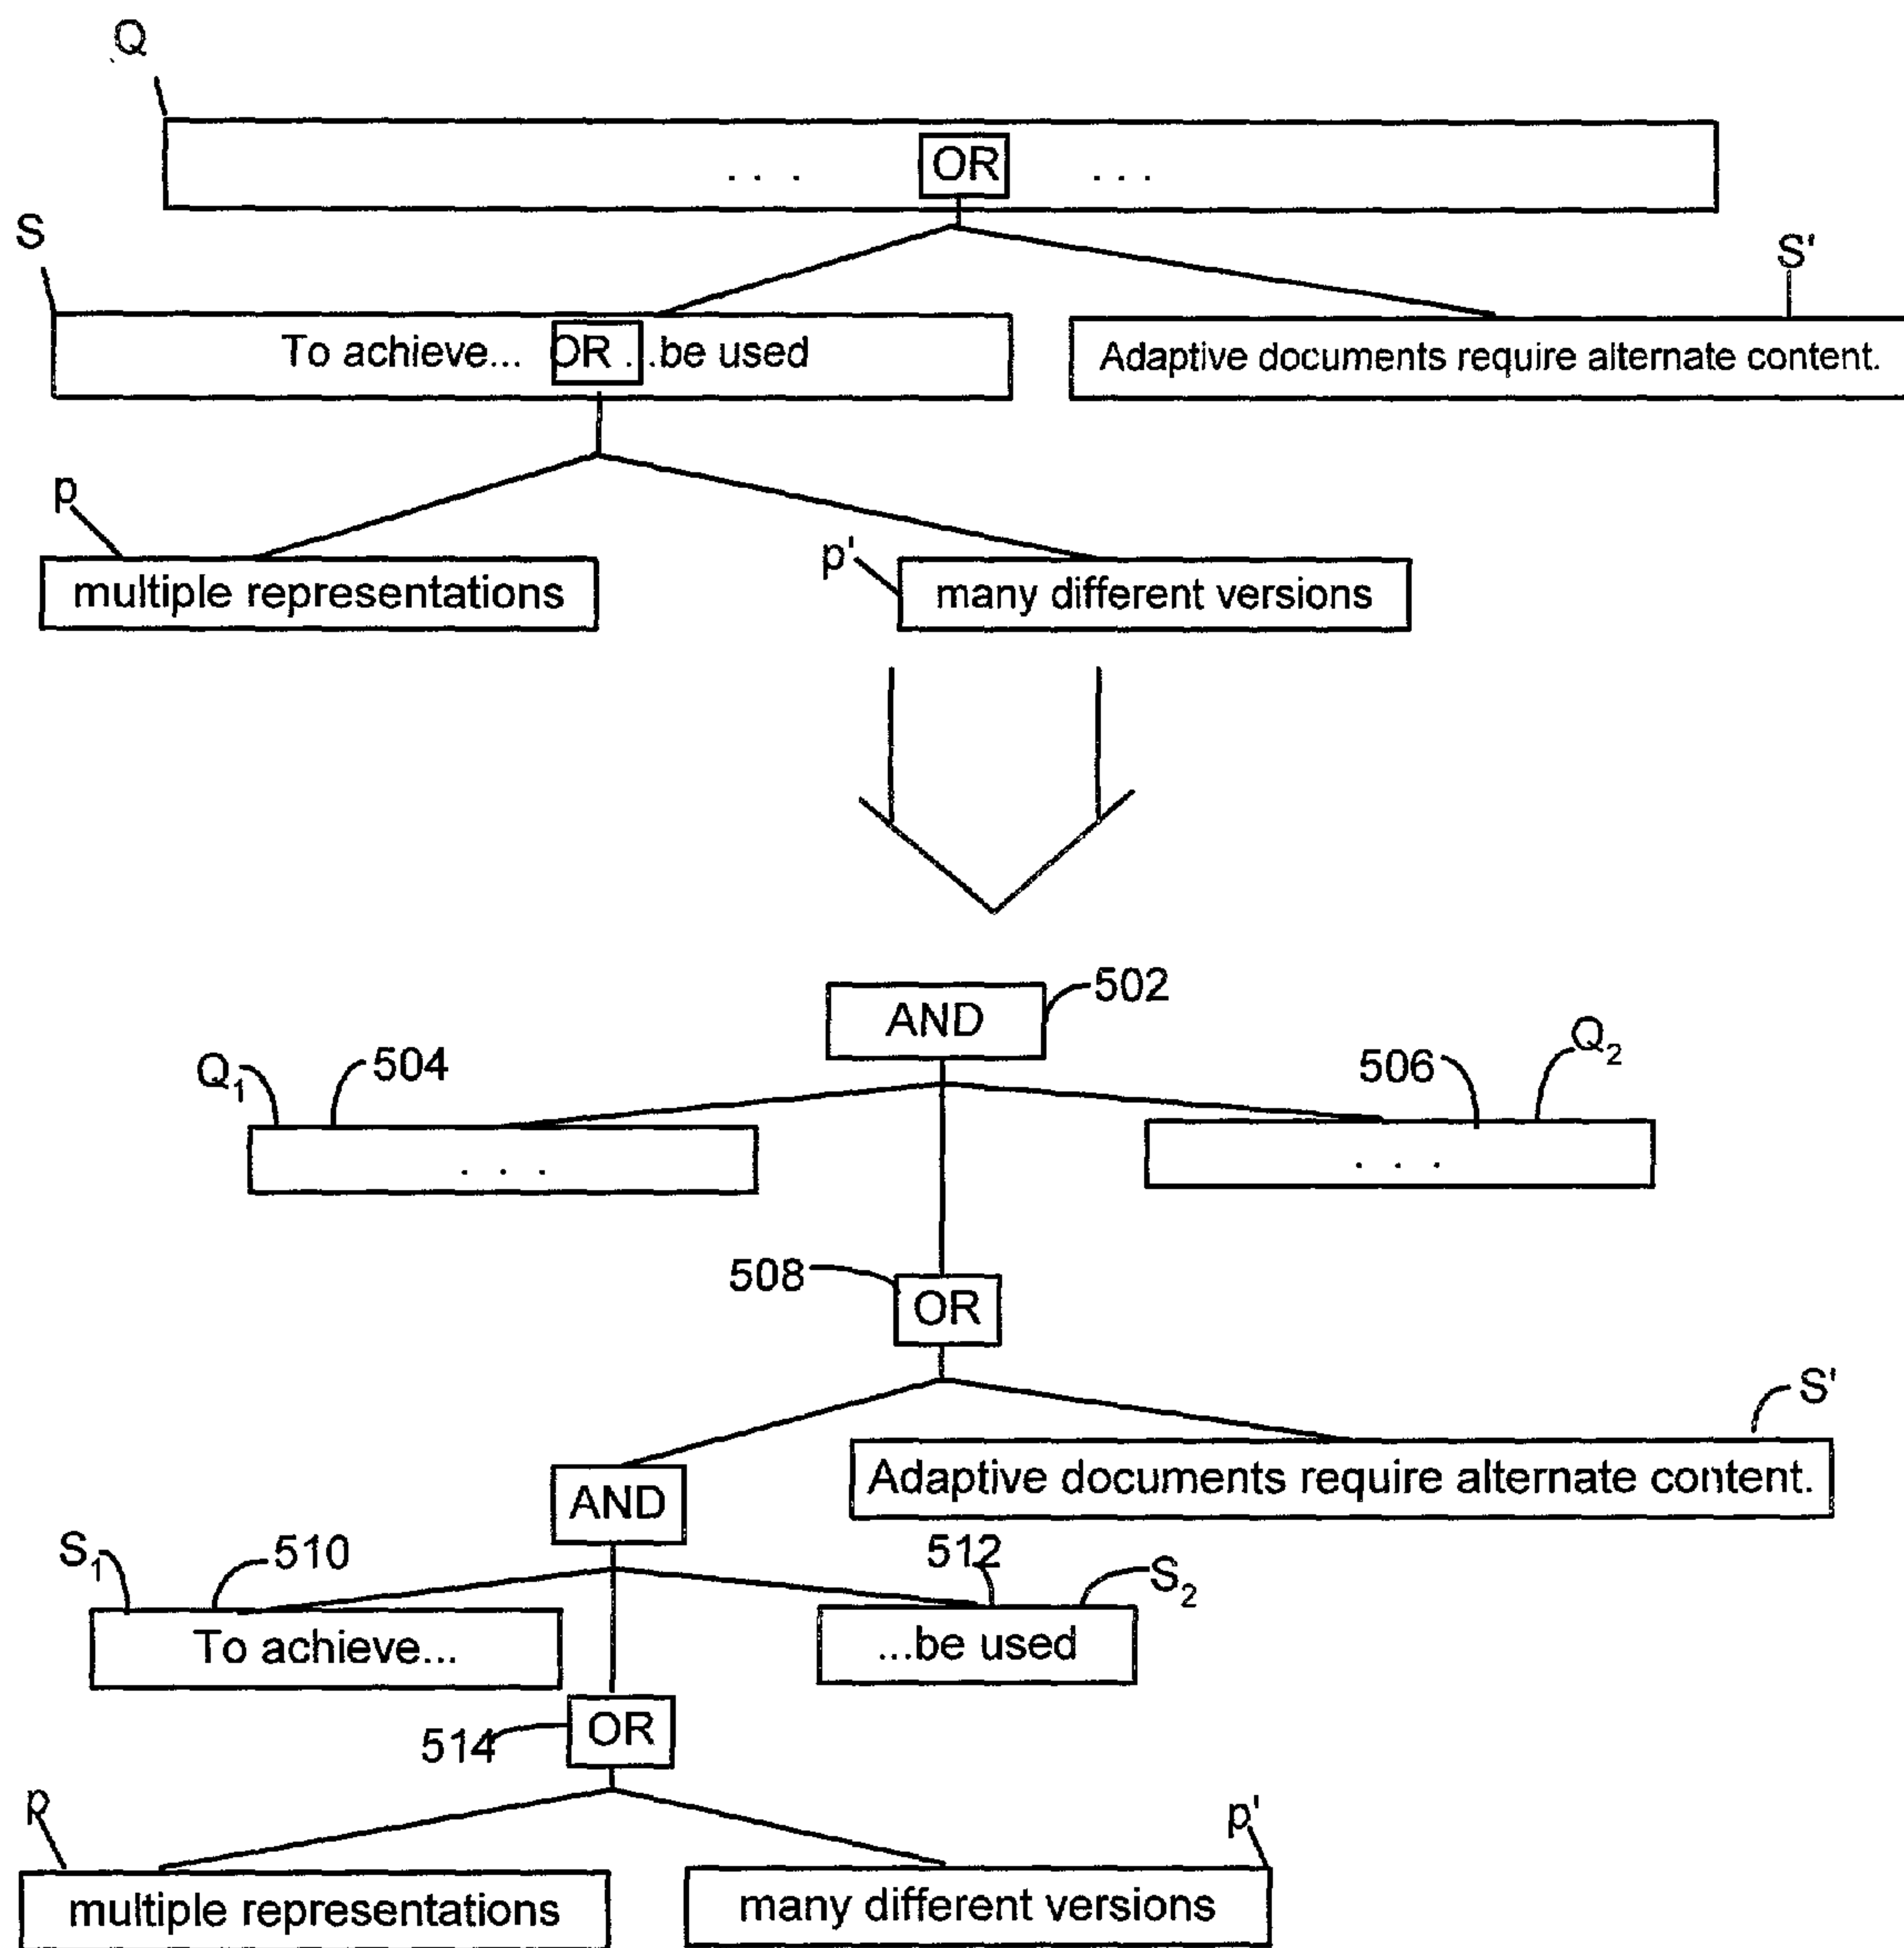 Q
. . . OR . . .
S
S'
To achieve... OR ...be used
Adaptive documents require alternate content.
p
p'
multiple representations
many different versions
AND
502
Q1
504
506
Q2
. . .
. . .
508
OR
S'
AND
Adaptive documents require alternate content.
S1
510
512
S2
To achieve...
...be used
514
OR
p
p'
multiple representations
many different versions